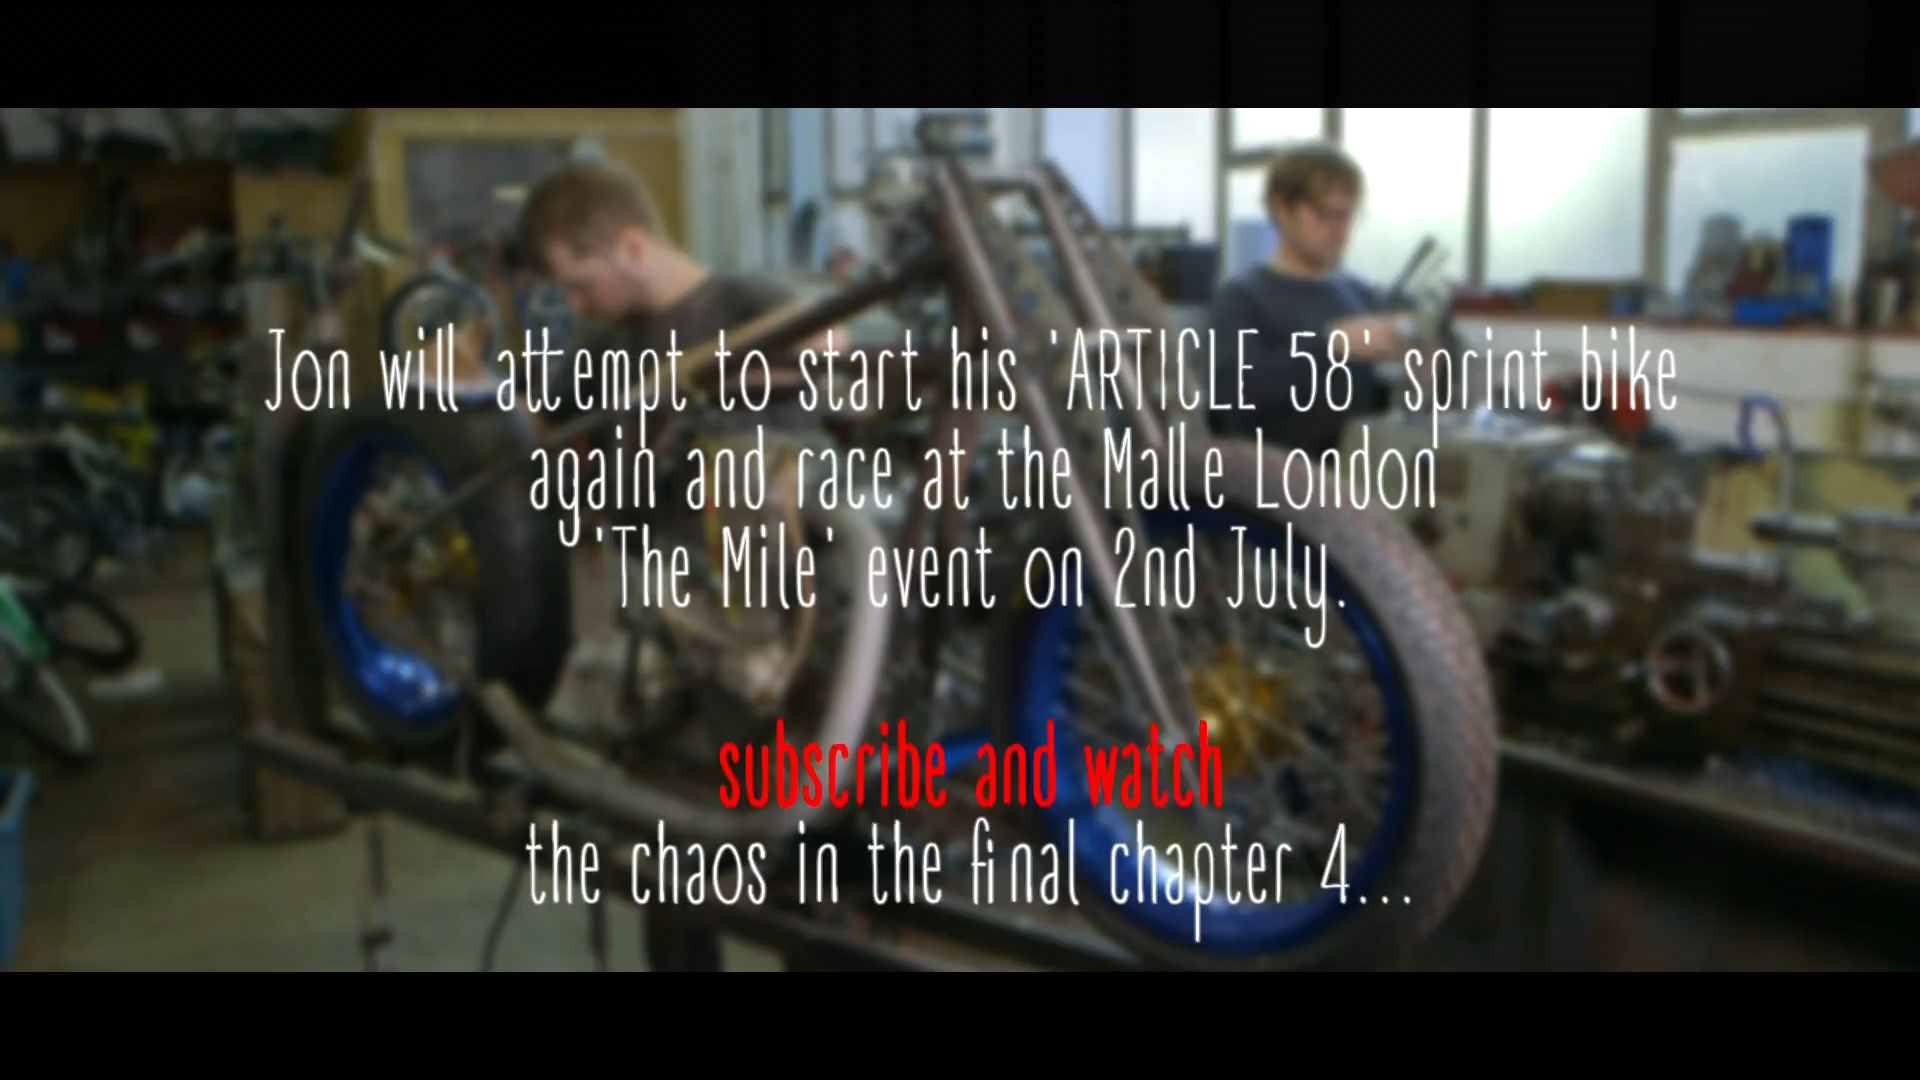 Jon will attempt to start his 'ARTICLE 58' sprint bike
again and race at the Malle London
'The Mile' event on 2nd July.
subscribe and watch
the chaos in the final chapter 4...